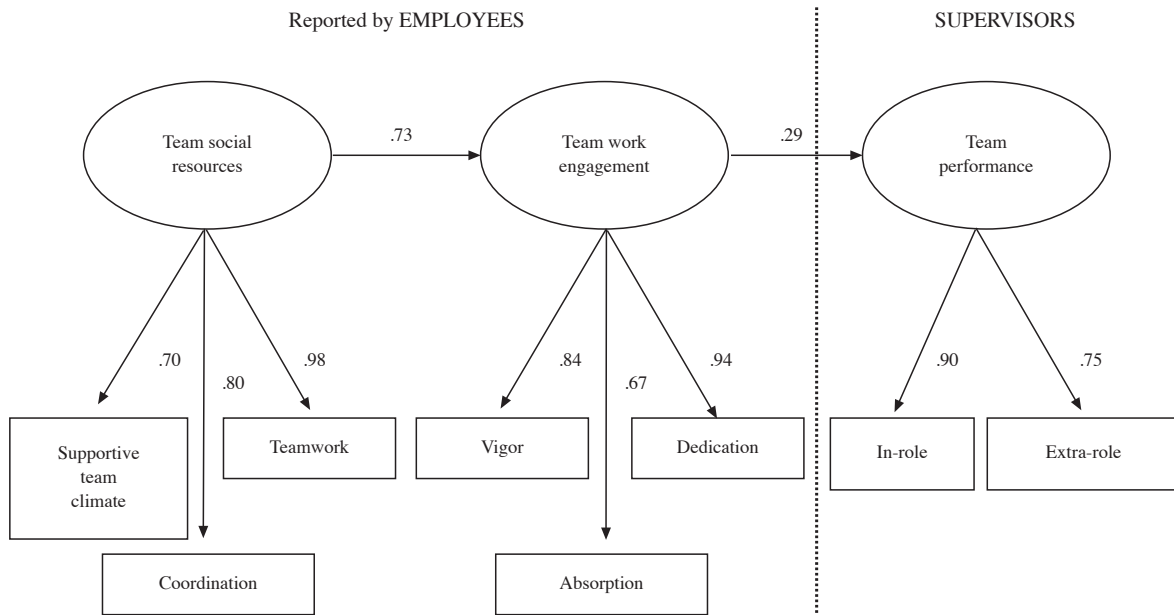 Reported by EMPLOYEES
SUPERVISORS
Team social
resources
.73
Team work
engagement
.29
Team
performance
.70
.80
.98
.84
.67
.94
.90
.75
Supportive
team
climate
Teamwork
Vigor
Dedication
In-role
Extra-role
Coordination
Absorption